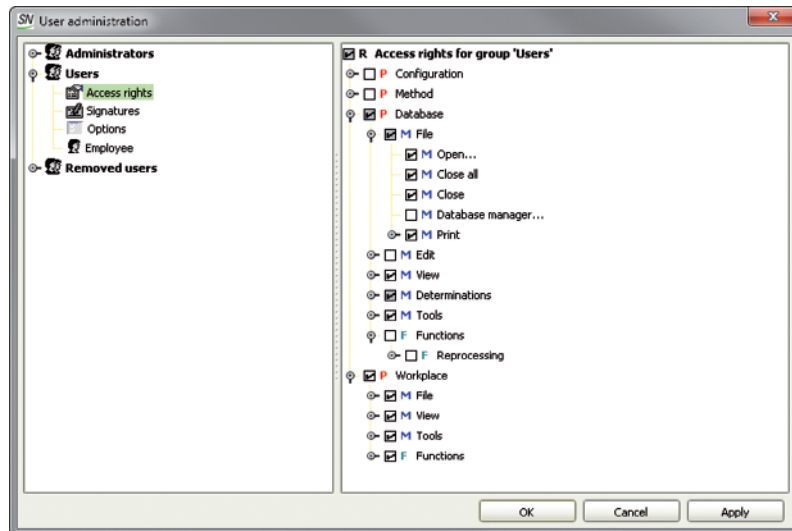 SN User administration
Administrators
Users
Access rights
Signatures
Options
Employee
Removed users
R Access rights for group 'Users'
P Configuration
P Method
P Database
M File
M Open...
M Close all
M Close
M Database manager...
M Print
M Edit
M View
M Determinations
M Tools
F Functions
F Reprocessing
P Workplace
M File
M View
M Tools
F Functions
OK Cancel Apply